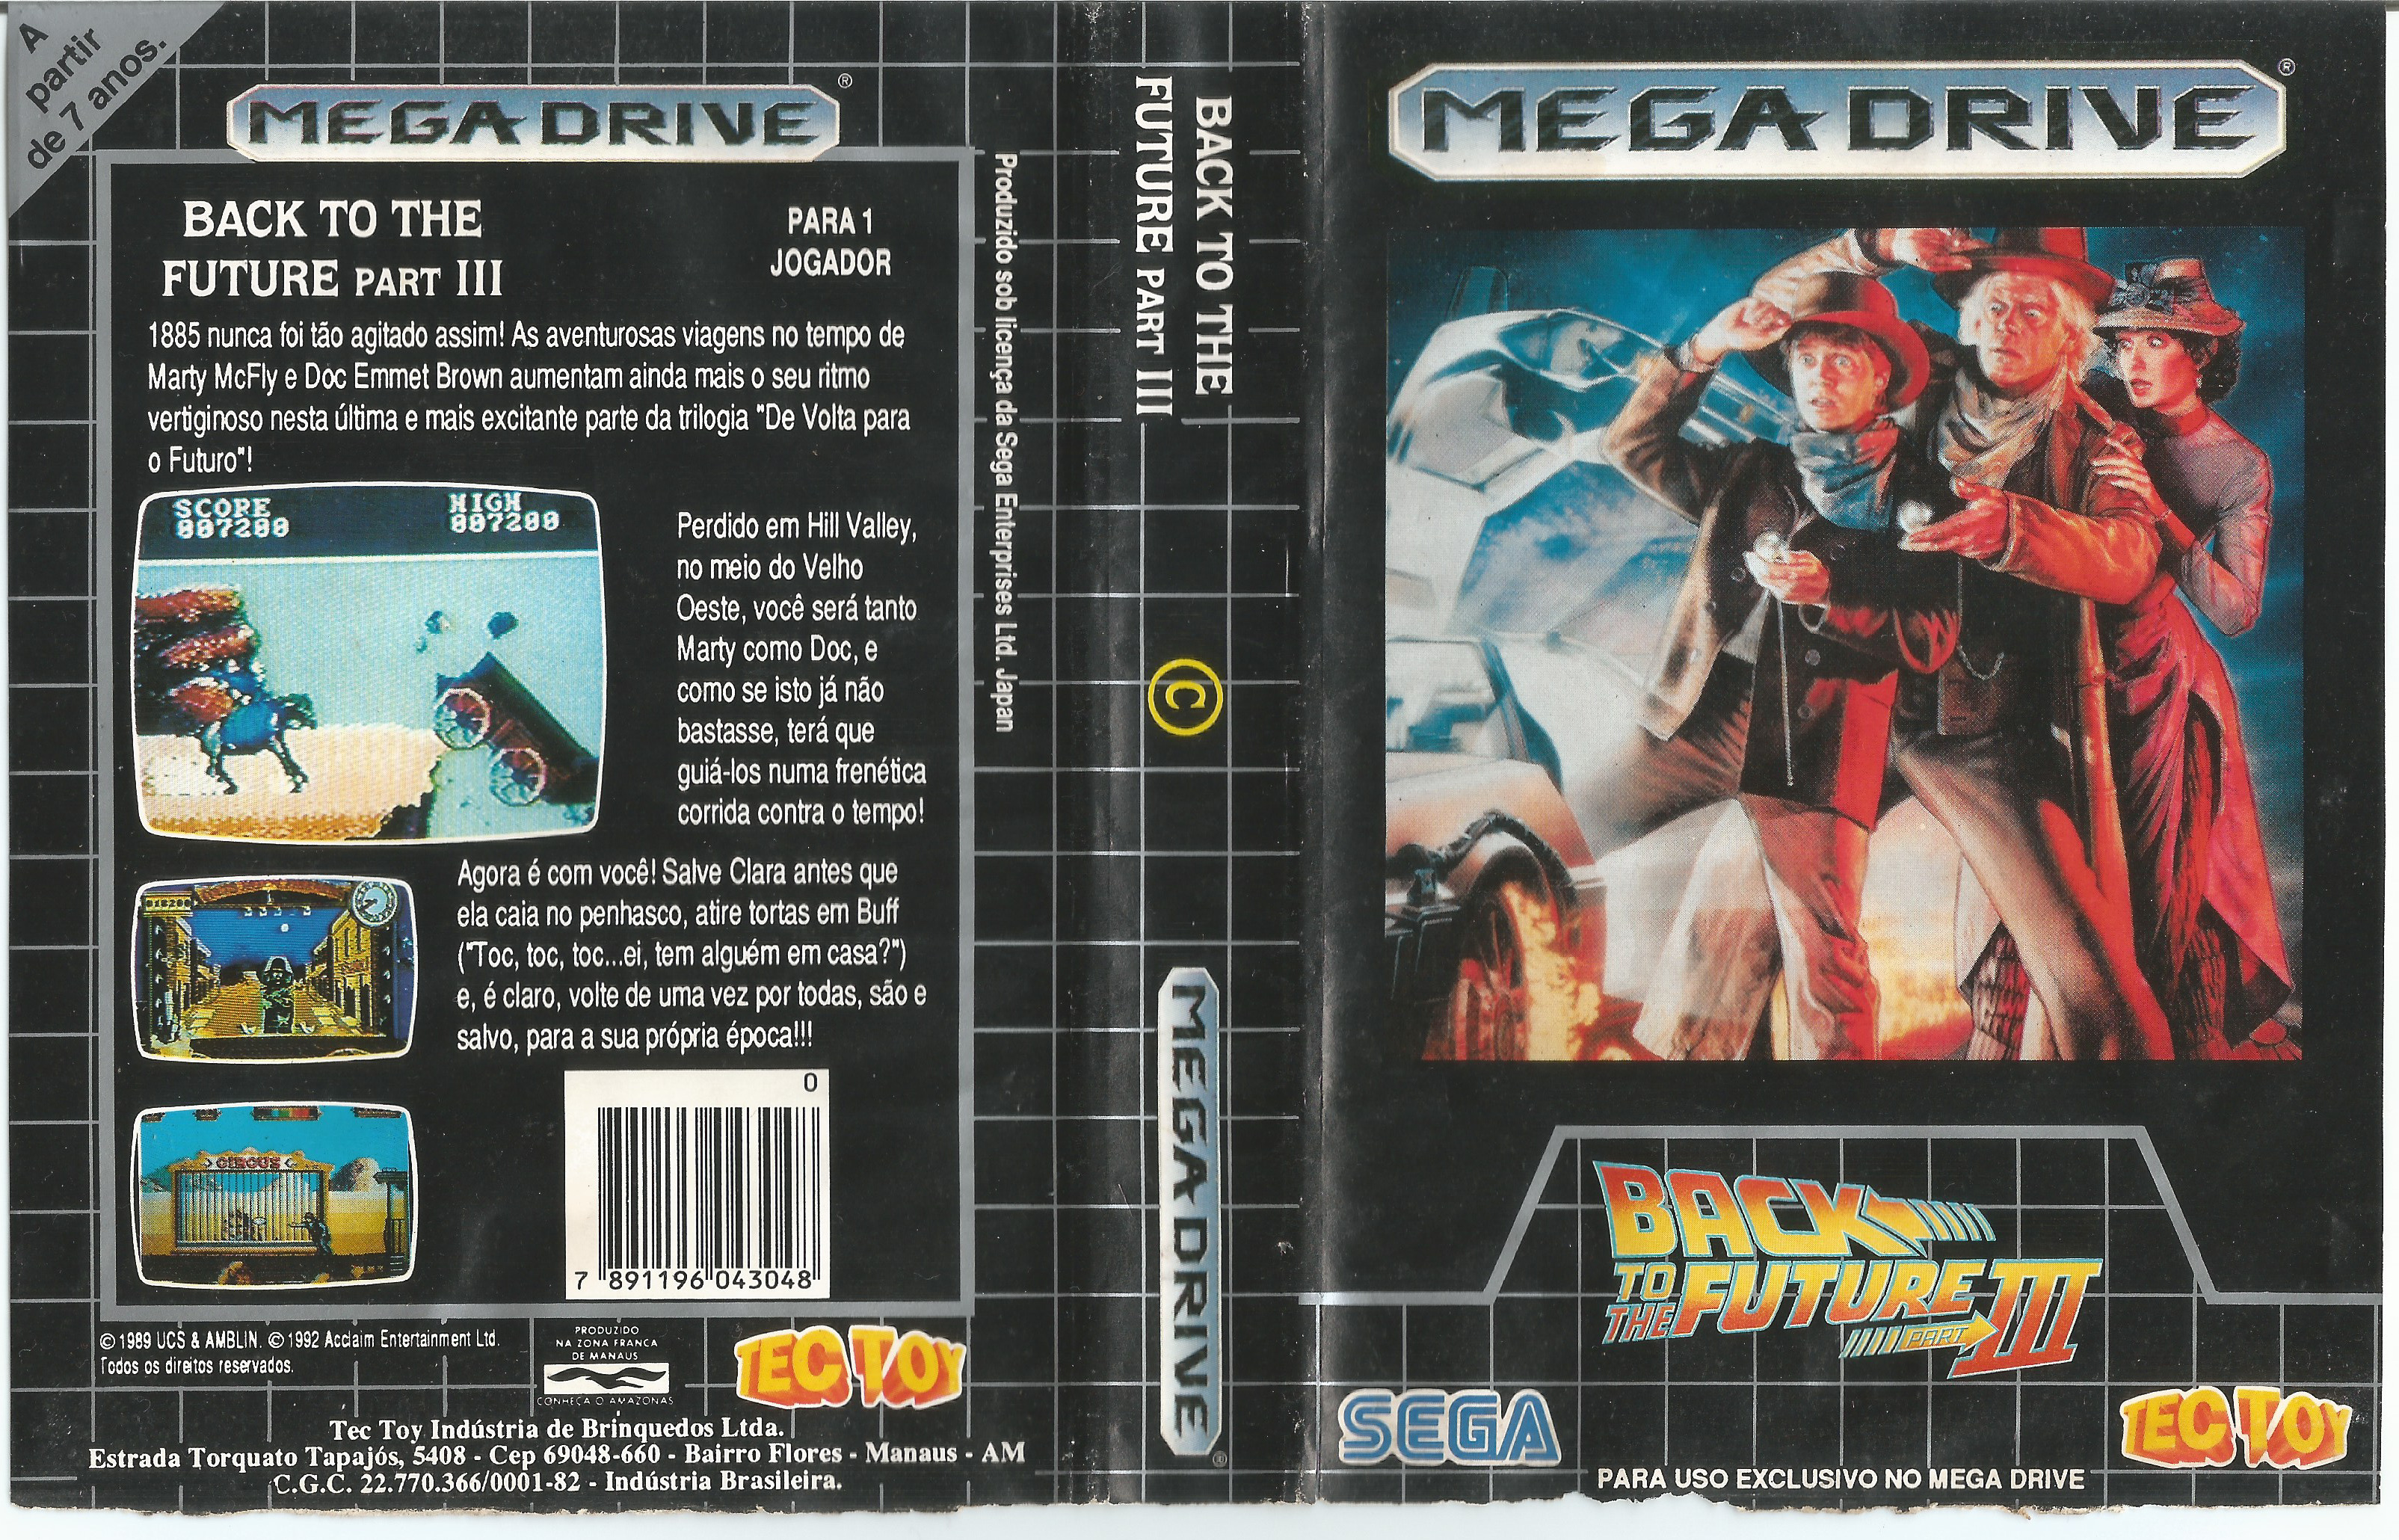 A
partir
de 7 anos.
MEGA DRIVE ®
BACK TO THE
FUTURE PART III
PARA 1
JOGADOR
1885 nunca foi tão agitado assim! As aventurosas viagens no tempo de
Marty McFly e Doc Emmet Brown aumentam ainda mais o seu ritmo
vertiginoso nesta última e mais excitante parte da trilogia "De Volta para
o Futuro"!
SCORE
007200
HIGH
007200
Perdido em Hill Valley,
no meio do Velho
Oeste, você será tanto
Marty como Doc, e
como se isto já não
bastasse, terá que
guiá-los numa frenética
corrida contra o tempo!
Agora é com você! Salve Clara antes que
ela caia no penhasco, atire tortas em Buff
("Toc, toc, toc...ei, tem alguém em casa?")
e, é claro, volte de uma vez por todas, são e
salvo, para a sua própria época!!!
CIRCUS
0
7 891196 043048
© 1989 UCS & AMBLIN. © 1992 Acclaim Entertainment Ltd.
Todos os direitos reservados.
PRODUZIDO
NA ZONA FRANCA
DE MANAUS
CONHEÇA O AMAZONAS
TEC TOY
Tec Toy Indústria de Brinquedos Ltda.
Estrada Torquato Tapajós, 5408 - Cep 69048-660 - Bairro Flores - Manaus - AM
C.G.C. 22.770.366/0001-82 - Indústria Brasileira.
Produzido sob licença da Sega Enterprises Ltd. Japan
BACK TO THE
FUTURE PART III
C
MEGA DRIVE ®
MEGA DRIVE ®
BACK
TO
THE FUTURE
PART III
SEGA
TEC TOY
PARA USO EXCLUSIVO NO MEGA DRIVE